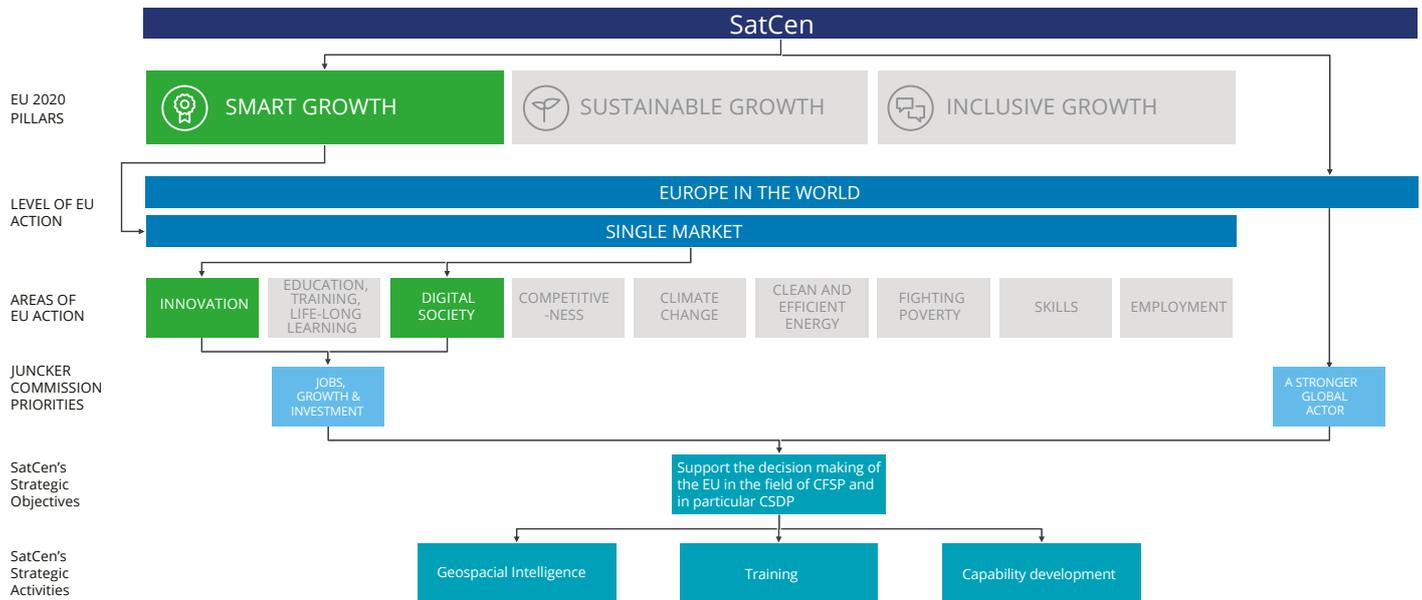 SatCen
EU 2020
PILLARS
SMART GROWTH
SUSTAINABLE GROWTH
INCLUSIVE GROWTH
LEVEL OF EU
ACTION
EUROPE IN THE WORLD
SINGLE MARKET
AREAS OF
EU ACTION
INNOVATION
EDUCATION,
TRAINING,
LIFE-LONG
LEARNING
DIGITAL
SOCIETY
COMPETITIVE
-NESS
CLIMATE
CHANGE
CLEAN AND
EFFICIENT
ENERGY
FIGHTING
POVERTY
SKILLS
EMPLOYMENT
JUNCKER
COMMISSION
PRIORITIES
JOBS,
GROWTH &
INVESTMENT
A STRONGER
GLOBAL
ACTOR
SatCen’s
Strategic
Objectives
Support the decision making of
the EU in the field of CFSP and
in particular CSDP
SatCen’s
Strategic
Activities
Geospacial Intelligence
Training
Capability development